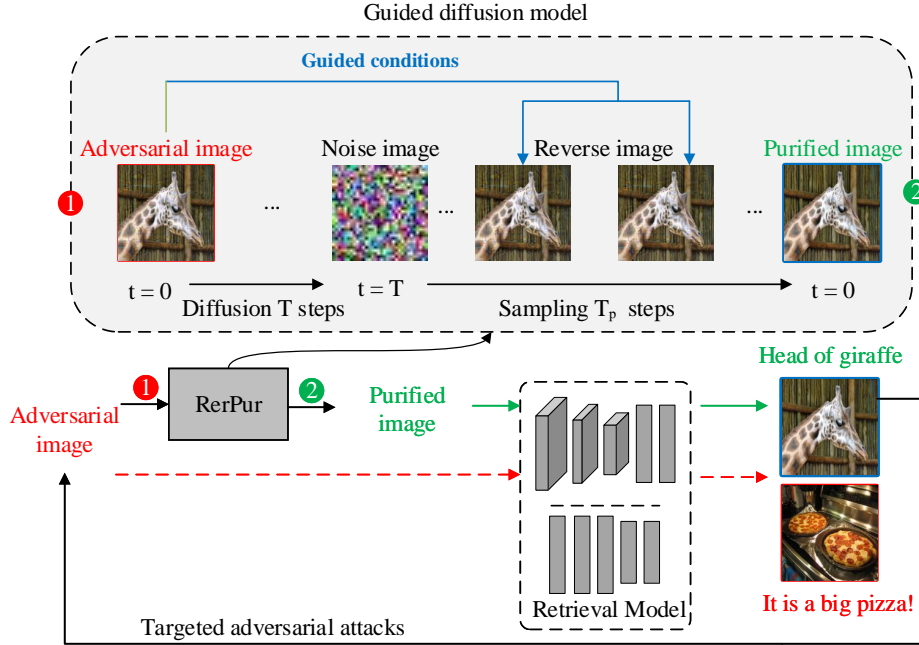 Guided diffusion model
Guided conditions
Adversarial image
Noise image
Reverse image
Purified image
1
2
...
...
...
t = 0
Diffusion T steps
t = T
Sampling Tp steps
t = 0
Head of giraffe
1
RerPur
2
Purified
image
Adversarial
image
Retrieval Model
It is a big pizza!
Targeted adversarial attacks